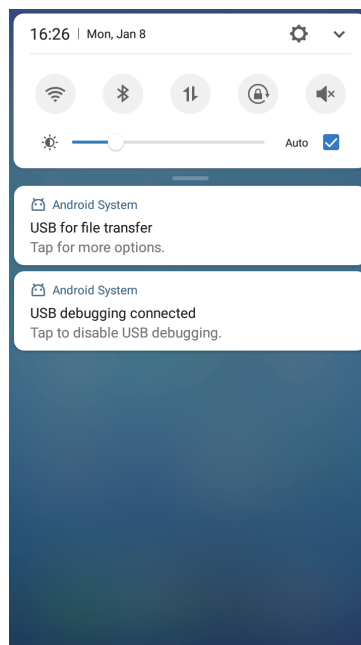 16:26 | Mon, Jan 8
Auto
Android System
USB for file transfer
Tap for more options.
Android System
USB debugging connected
Tap to disable USB debugging.